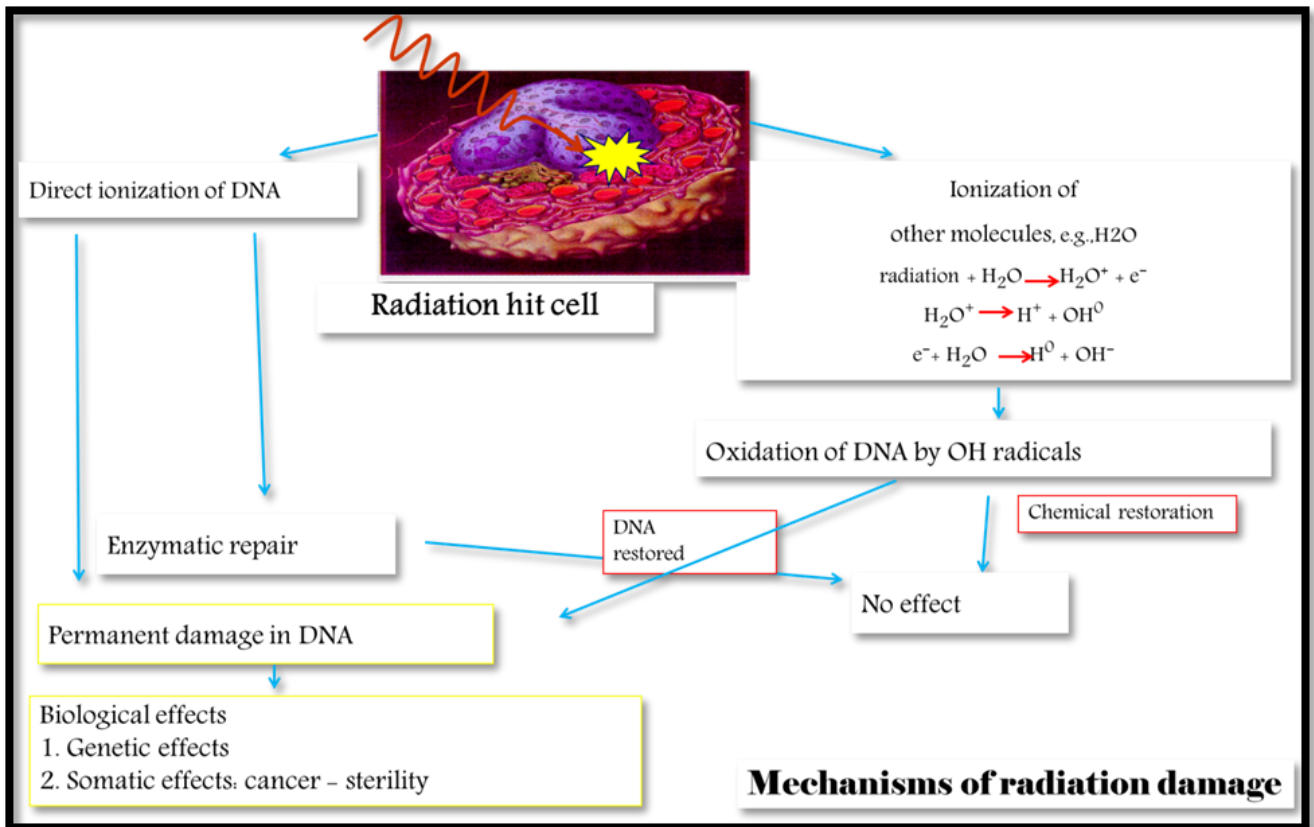 Direct ionization of DNA
Radiation hit cell
Ionization of
other molecules, e.g.,H2O
radiation + H₂O → H₂O⁺ + e⁻
H₂O⁺ → H⁺ + OH⁰
e⁻+ H₂O → H⁰ + OH⁻
Oxidation of DNA by OH radicals
Chemical restoration
DNA
restored
Enzymatic repair
No effect
Permanent damage in DNA
Biological effects
1. Genetic effects
2. Somatic effects: cancer – sterility
Mechanisms of radiation damage